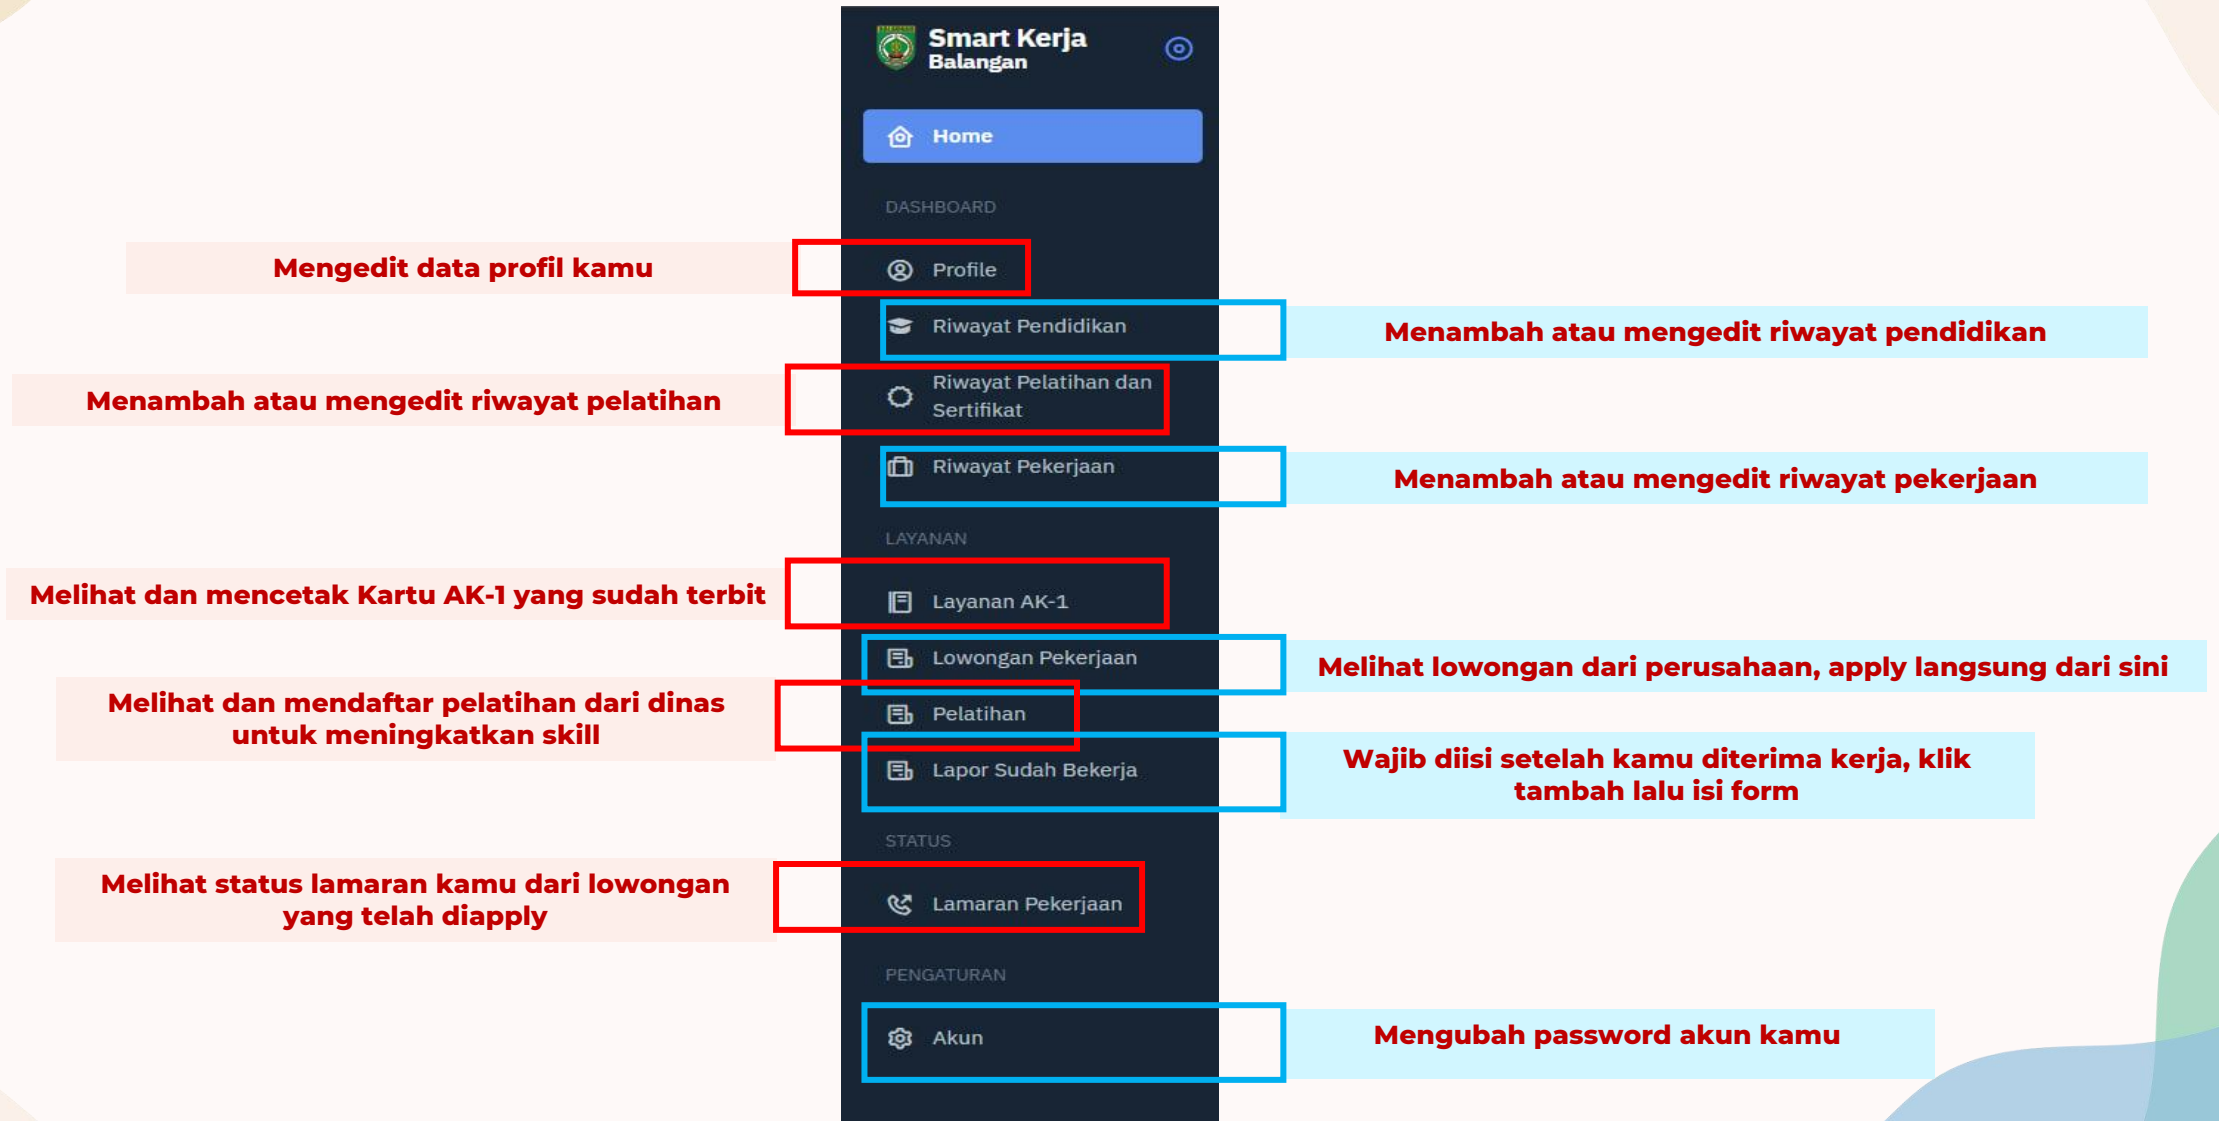 Smart Kerja
Balangan
Home
DASHBOARD
Mengedit data profil kamu
Profile
Riwayat Pendidikan
Menambah atau mengedit riwayat pendidikan
Menambah atau mengedit riwayat pelatihan
Riwayat Pelatihan dan
Sertifikat
Riwayat Pekerjaan
Menambah atau mengedit riwayat pekerjaan
LAYANAN
Melihat dan mencetak Kartu AK-1 yang sudah terbit
Layanan AK-1
Lowongan Pekerjaan
Melihat lowongan dari perusahaan, apply langsung dari sini
Melihat dan mendaftar pelatihan dari dinas
untuk meningkatkan skill
Pelatihan
Lapor Sudah Bekerja
Wajib diisi setelah kamu diterima kerja, klik
tambah lalu isi form
STATUS
Melihat status lamaran kamu dari lowongan
yang telah diapply
Lamaran Pekerjaan
PENGATURAN
Akun
Mengubah password akun kamu